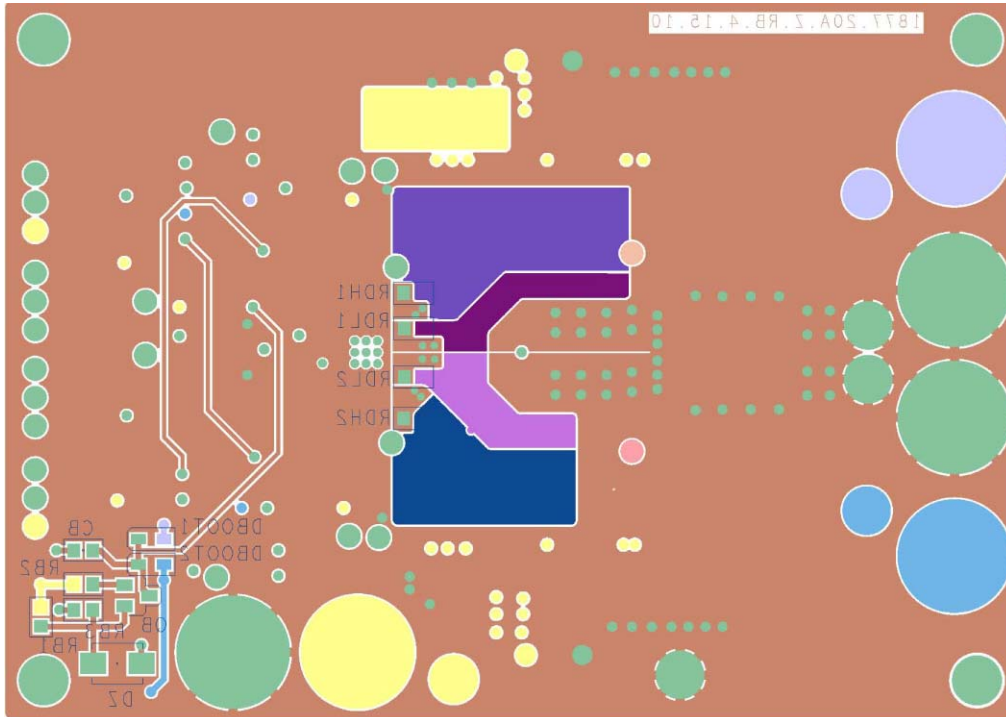 1877.20A.Z.RB.4.15.10
RDH1
RDL1
RDL2
RDH2
DBOOT1
CB
DBOOT2
RB2
RB3
QB
RB1
DZ